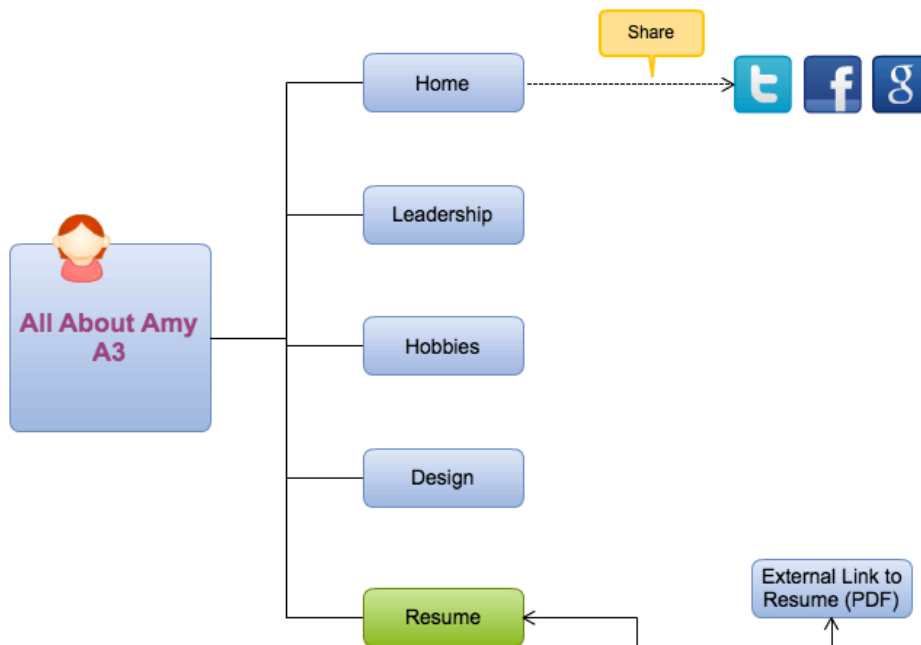 Share
Home
t f g
Leadership
All About Amy
A3
Hobbies
Design
External Link to
Resume (PDF)
Resume